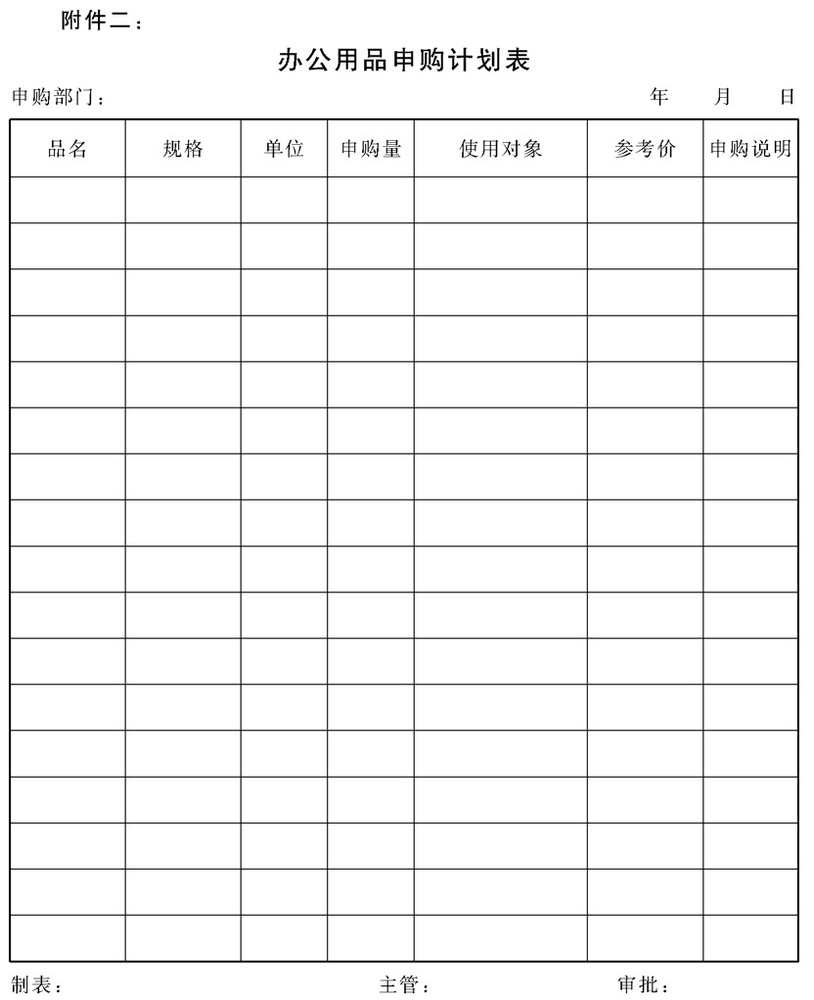 附件二：
办公用品申购计划表
申购部门： 年 月 日
品名 规格 单位 申购量 使用对象 参考价 申购说明
制表： 主管： 审批：